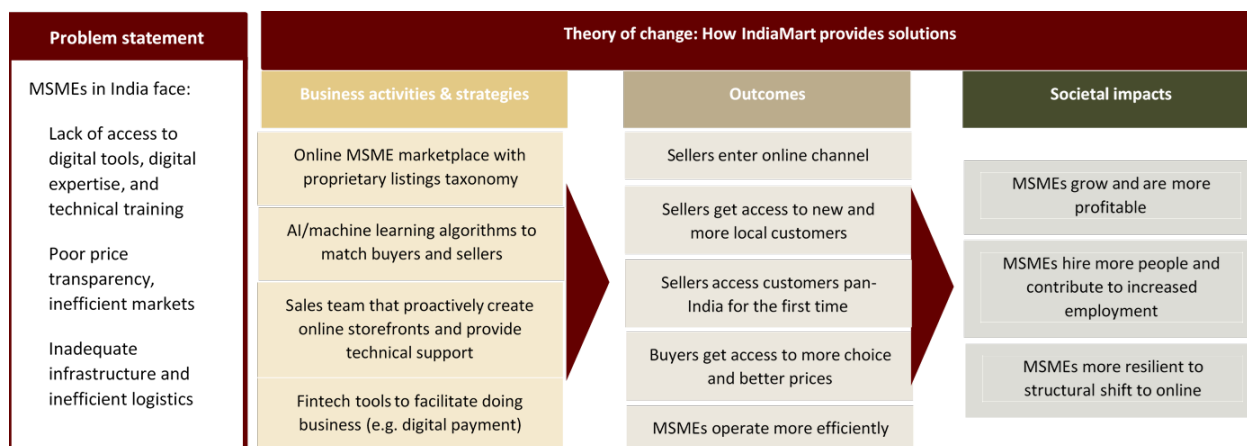 Problem statement
MSMEs in India face:
Lack of access to
digital tools, digital
expertise, and
technical training
Poor price
transparency,
inefficient markets
Inadequate
infrastructure and
inefficient logistics
Theory of change: How IndiaMart provides solutions
Business activities & strategies
Online MSME marketplace with
proprietary listings taxonomy
AI/machine learning algorithms to
match buyers and sellers
Sales team that proactively create
online storefronts and provide
technical support
Fintech tools to facilitate doing
business (e.g. digital payment)
Outcomes
Sellers enter online channel
Sellers get access to new and
more local customers
Sellers access customers pan-
India for the first time
Buyers get access to more choice
and better prices
MSMEs operate more efficiently
Societal impacts
MSMEs grow and are more
profitable
MSMEs hire more people and
contribute to increased
employment
MSMEs more resilient to
structural shift to online